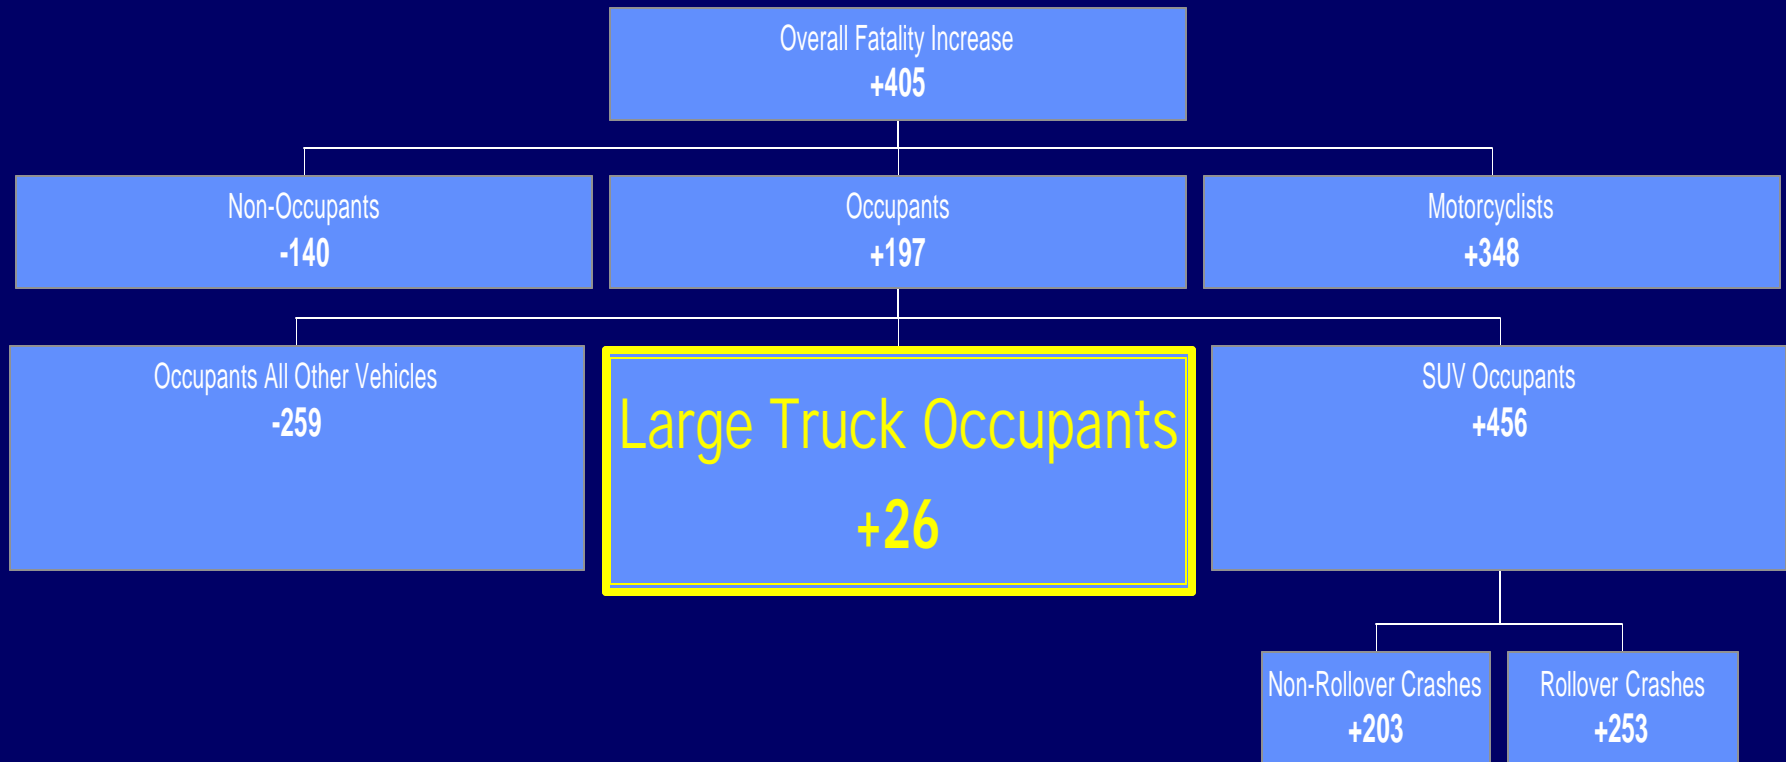 Overall Fatality Increase
+405
Non-Occupants
-140
Occupants
+197
Motorcyclists
+348
Occupants All Other Vehicles
-259
Large Truck Occupants
+26
SUV Occupants
+456
Non-Rollover Crashes
+203
Rollover Crashes
+253